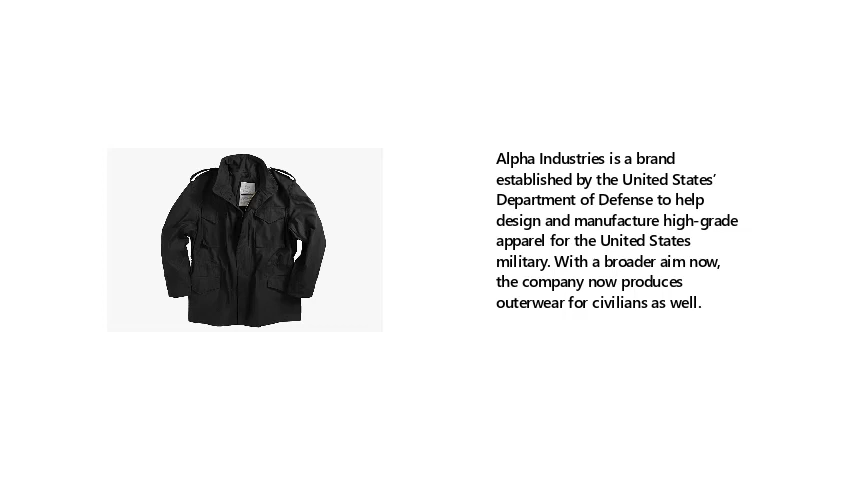 Alpha Industries is a brand
established by the United States’
Department of Defense to help
design and manufacture high-grade
apparel for the United States
military. With a broader aim now,
the company now produces
outerwear for civilians as well.